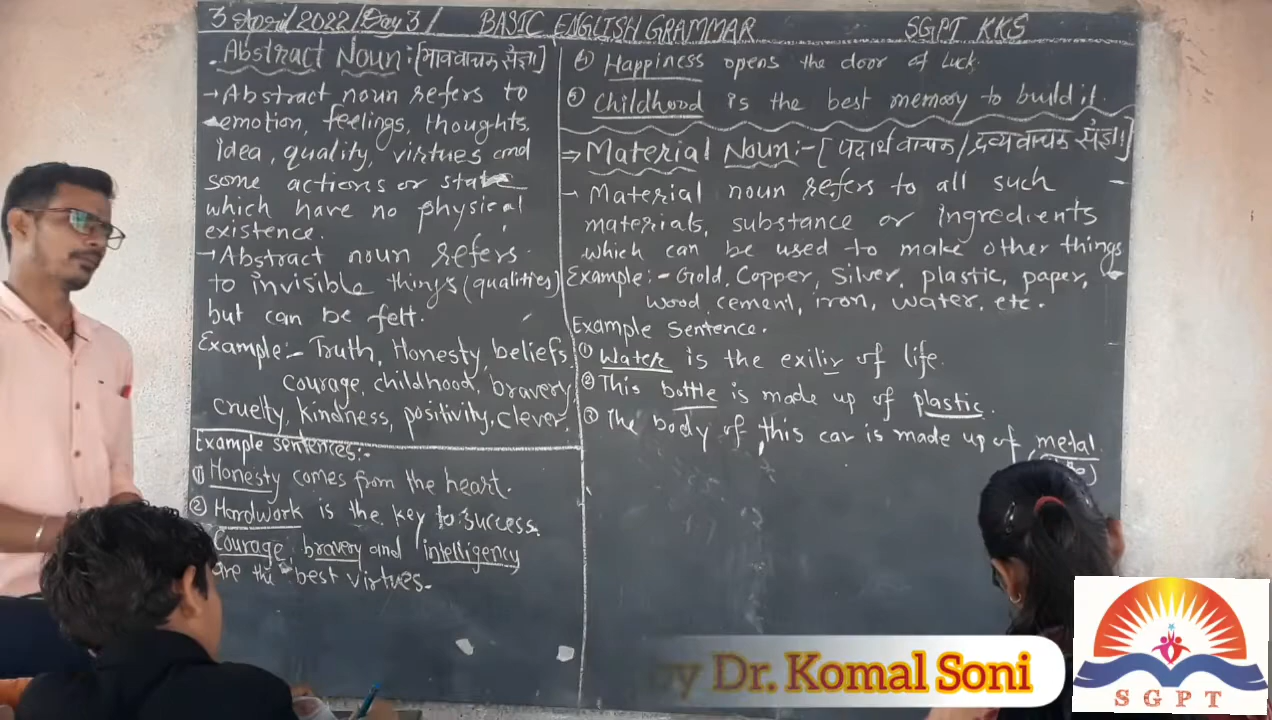 3 April/2022/Day 3/ BASIC ENGLISH GRAMMAR SGPT KKS
Abstract Noun:-[भाववाचक संज्ञा]
→ Abstract noun refers to
emotion, feelings, thoughts,
idea, quality, virtues and
some actions or state
which have no physical
existence.
→ Abstract noun refers
to invisible things (qualities)
but can be felt.
Example:- Truth, Honesty, beliefs,
courage, childhood, bravery,
cruelty, kindness, positivity, clever.
Example sentences:-
① Honesty comes from the heart.
② Hardwork is the key to success.
Courage, bravery and intelligency
are the best virtues.
④ Happiness opens the door of luck.
⑤ Childhood is the best memory to build it.
⇒ Material Noun:- [पदार्थ वाचक/द्रव्य वाचक संज्ञा]
→ Material noun refers to all such
materials, substance or ingredients
which can be used to make other things
Example:- Gold, Copper, Silver, plastic, paper,
wood, cement, iron, water, etc.
Example sentence.
① Water is the exiliv of life.
② This bottle is made up of plastic.
③ The body of this car is made up of metal
by Dr. Komal Soni
SGPT